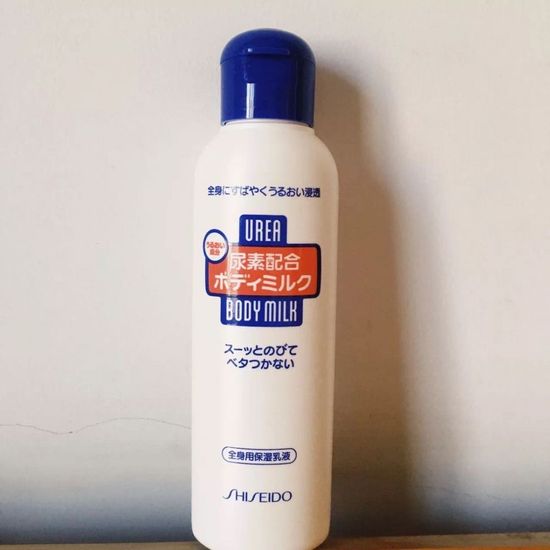 全身にすばやくうるおい浸透
UREA
うるおい
成分
尿素配合
ボディミルク
BODY MILK
スーッとのびて
ベタつかない
全身用保湿乳液
SHISEIDO